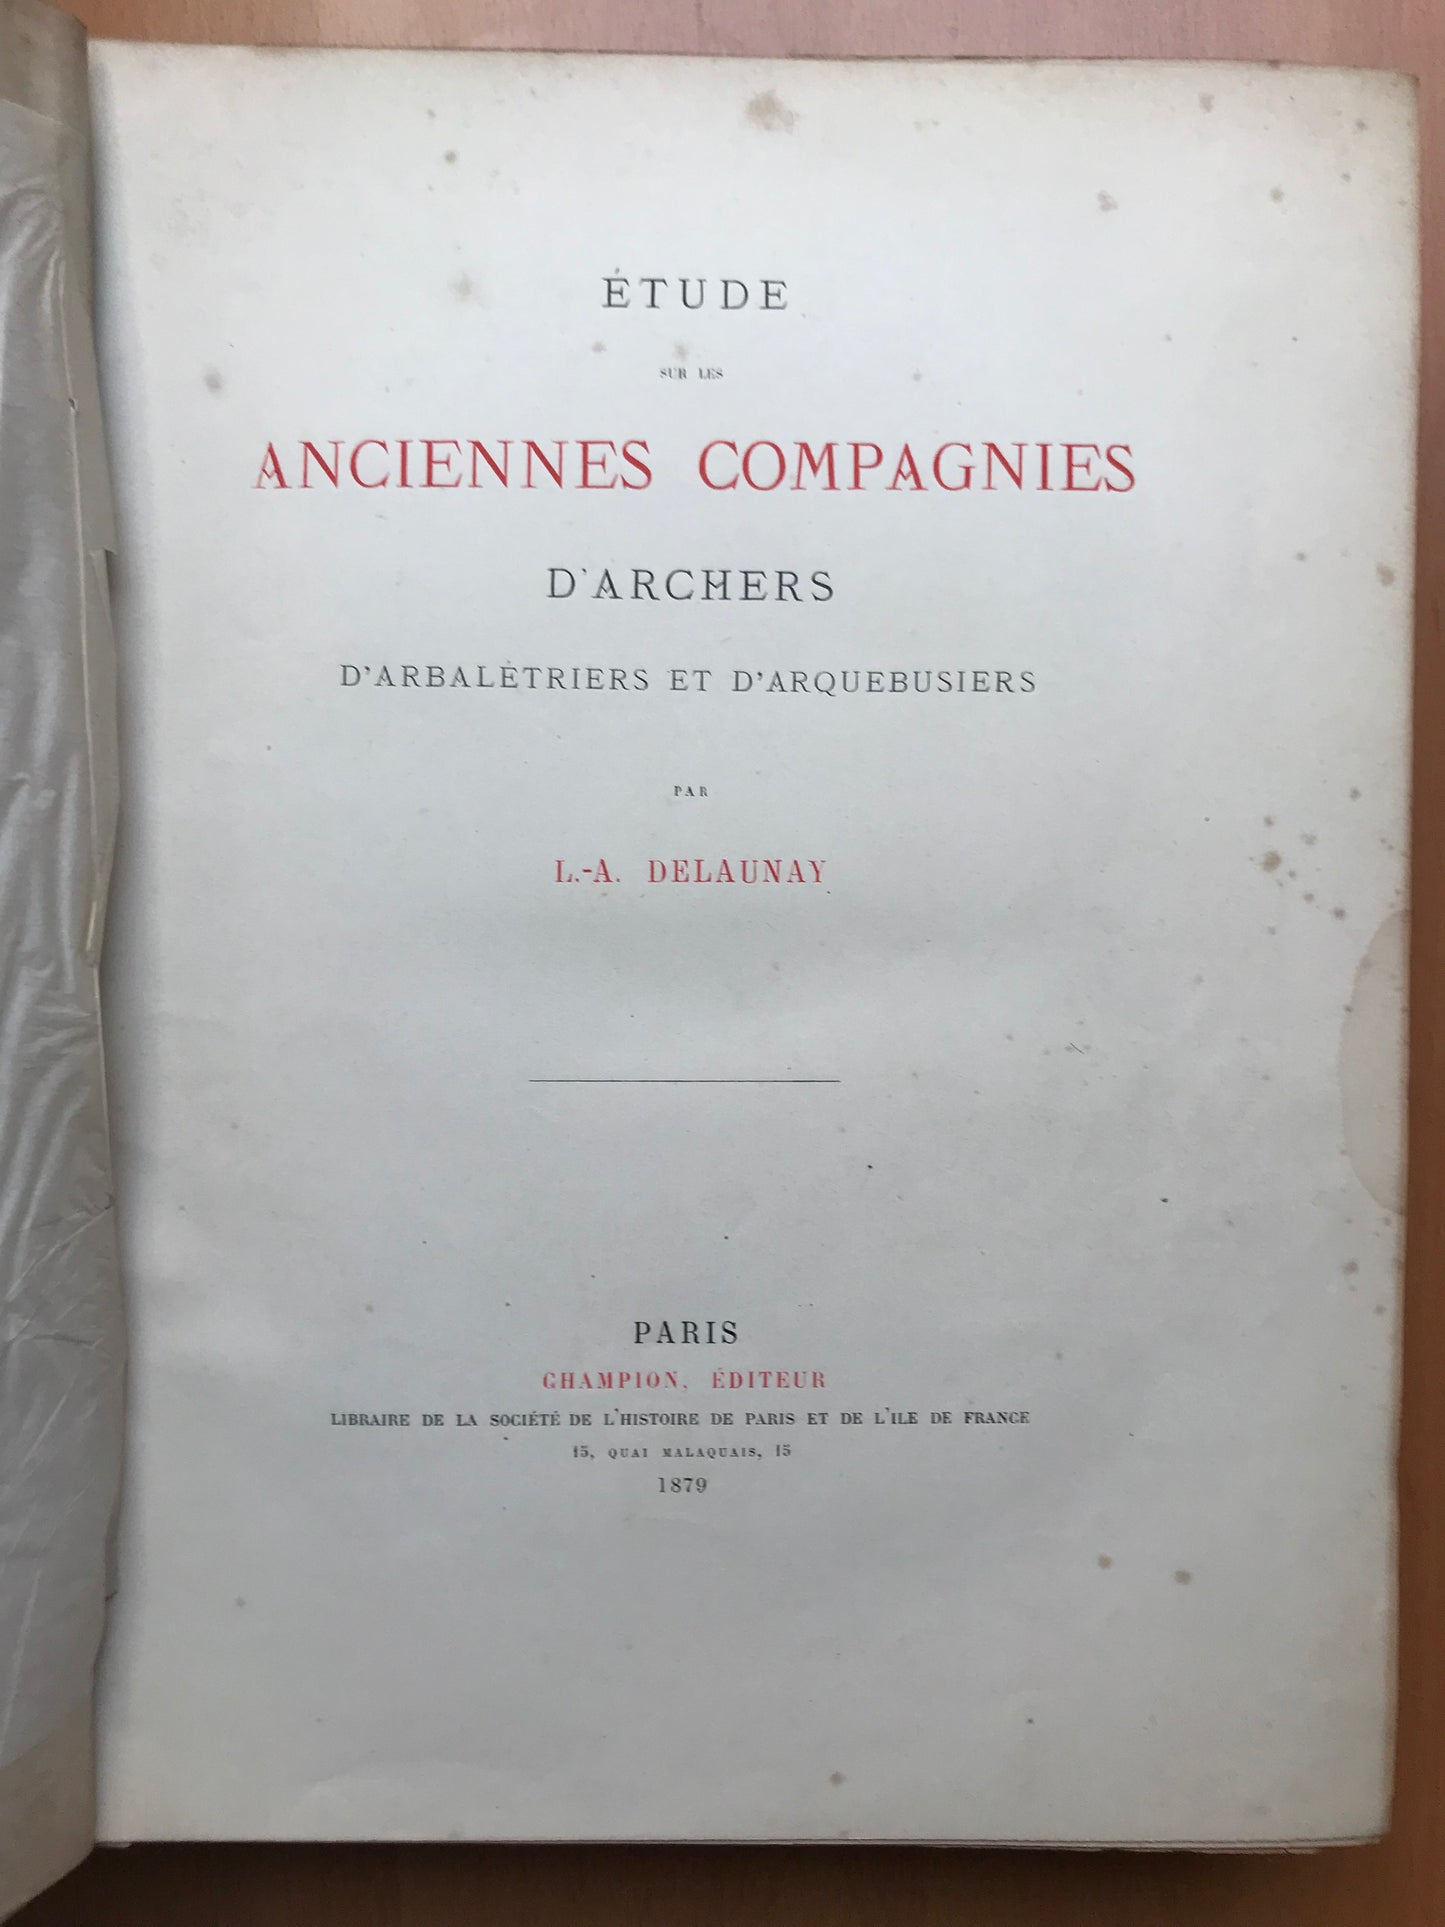 ÉTUDE
SUR LES
ANCIENNES COMPAGNIES
D'ARCHERS
D'ARBALÉTRIERS ET D'ARQUEBUSIERS
PAR
L.-A. DELAUNAY
PARIS
CHAMPION, ÉDITEUR
LIBRAIRE DE LA SOCIÉTÉ DE L'HISTOIRE DE PARIS ET DE L'ILE DE FRANCE
15, QUAI MALAQUAIS, 15
1879